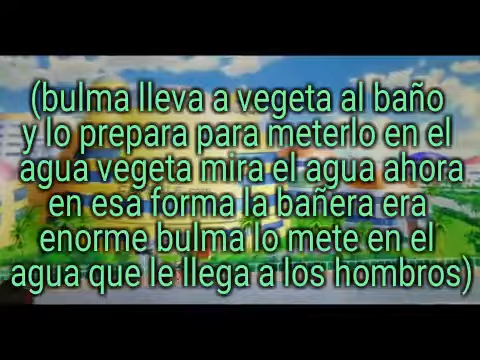 (bulma lleva a vegeta al baño
y lo prepara para meterlo en el
agua vegeta mira el agua ahora
en esa forma la bañera era
enorme bulma lo mete en el
agua que le llega a los hombros)